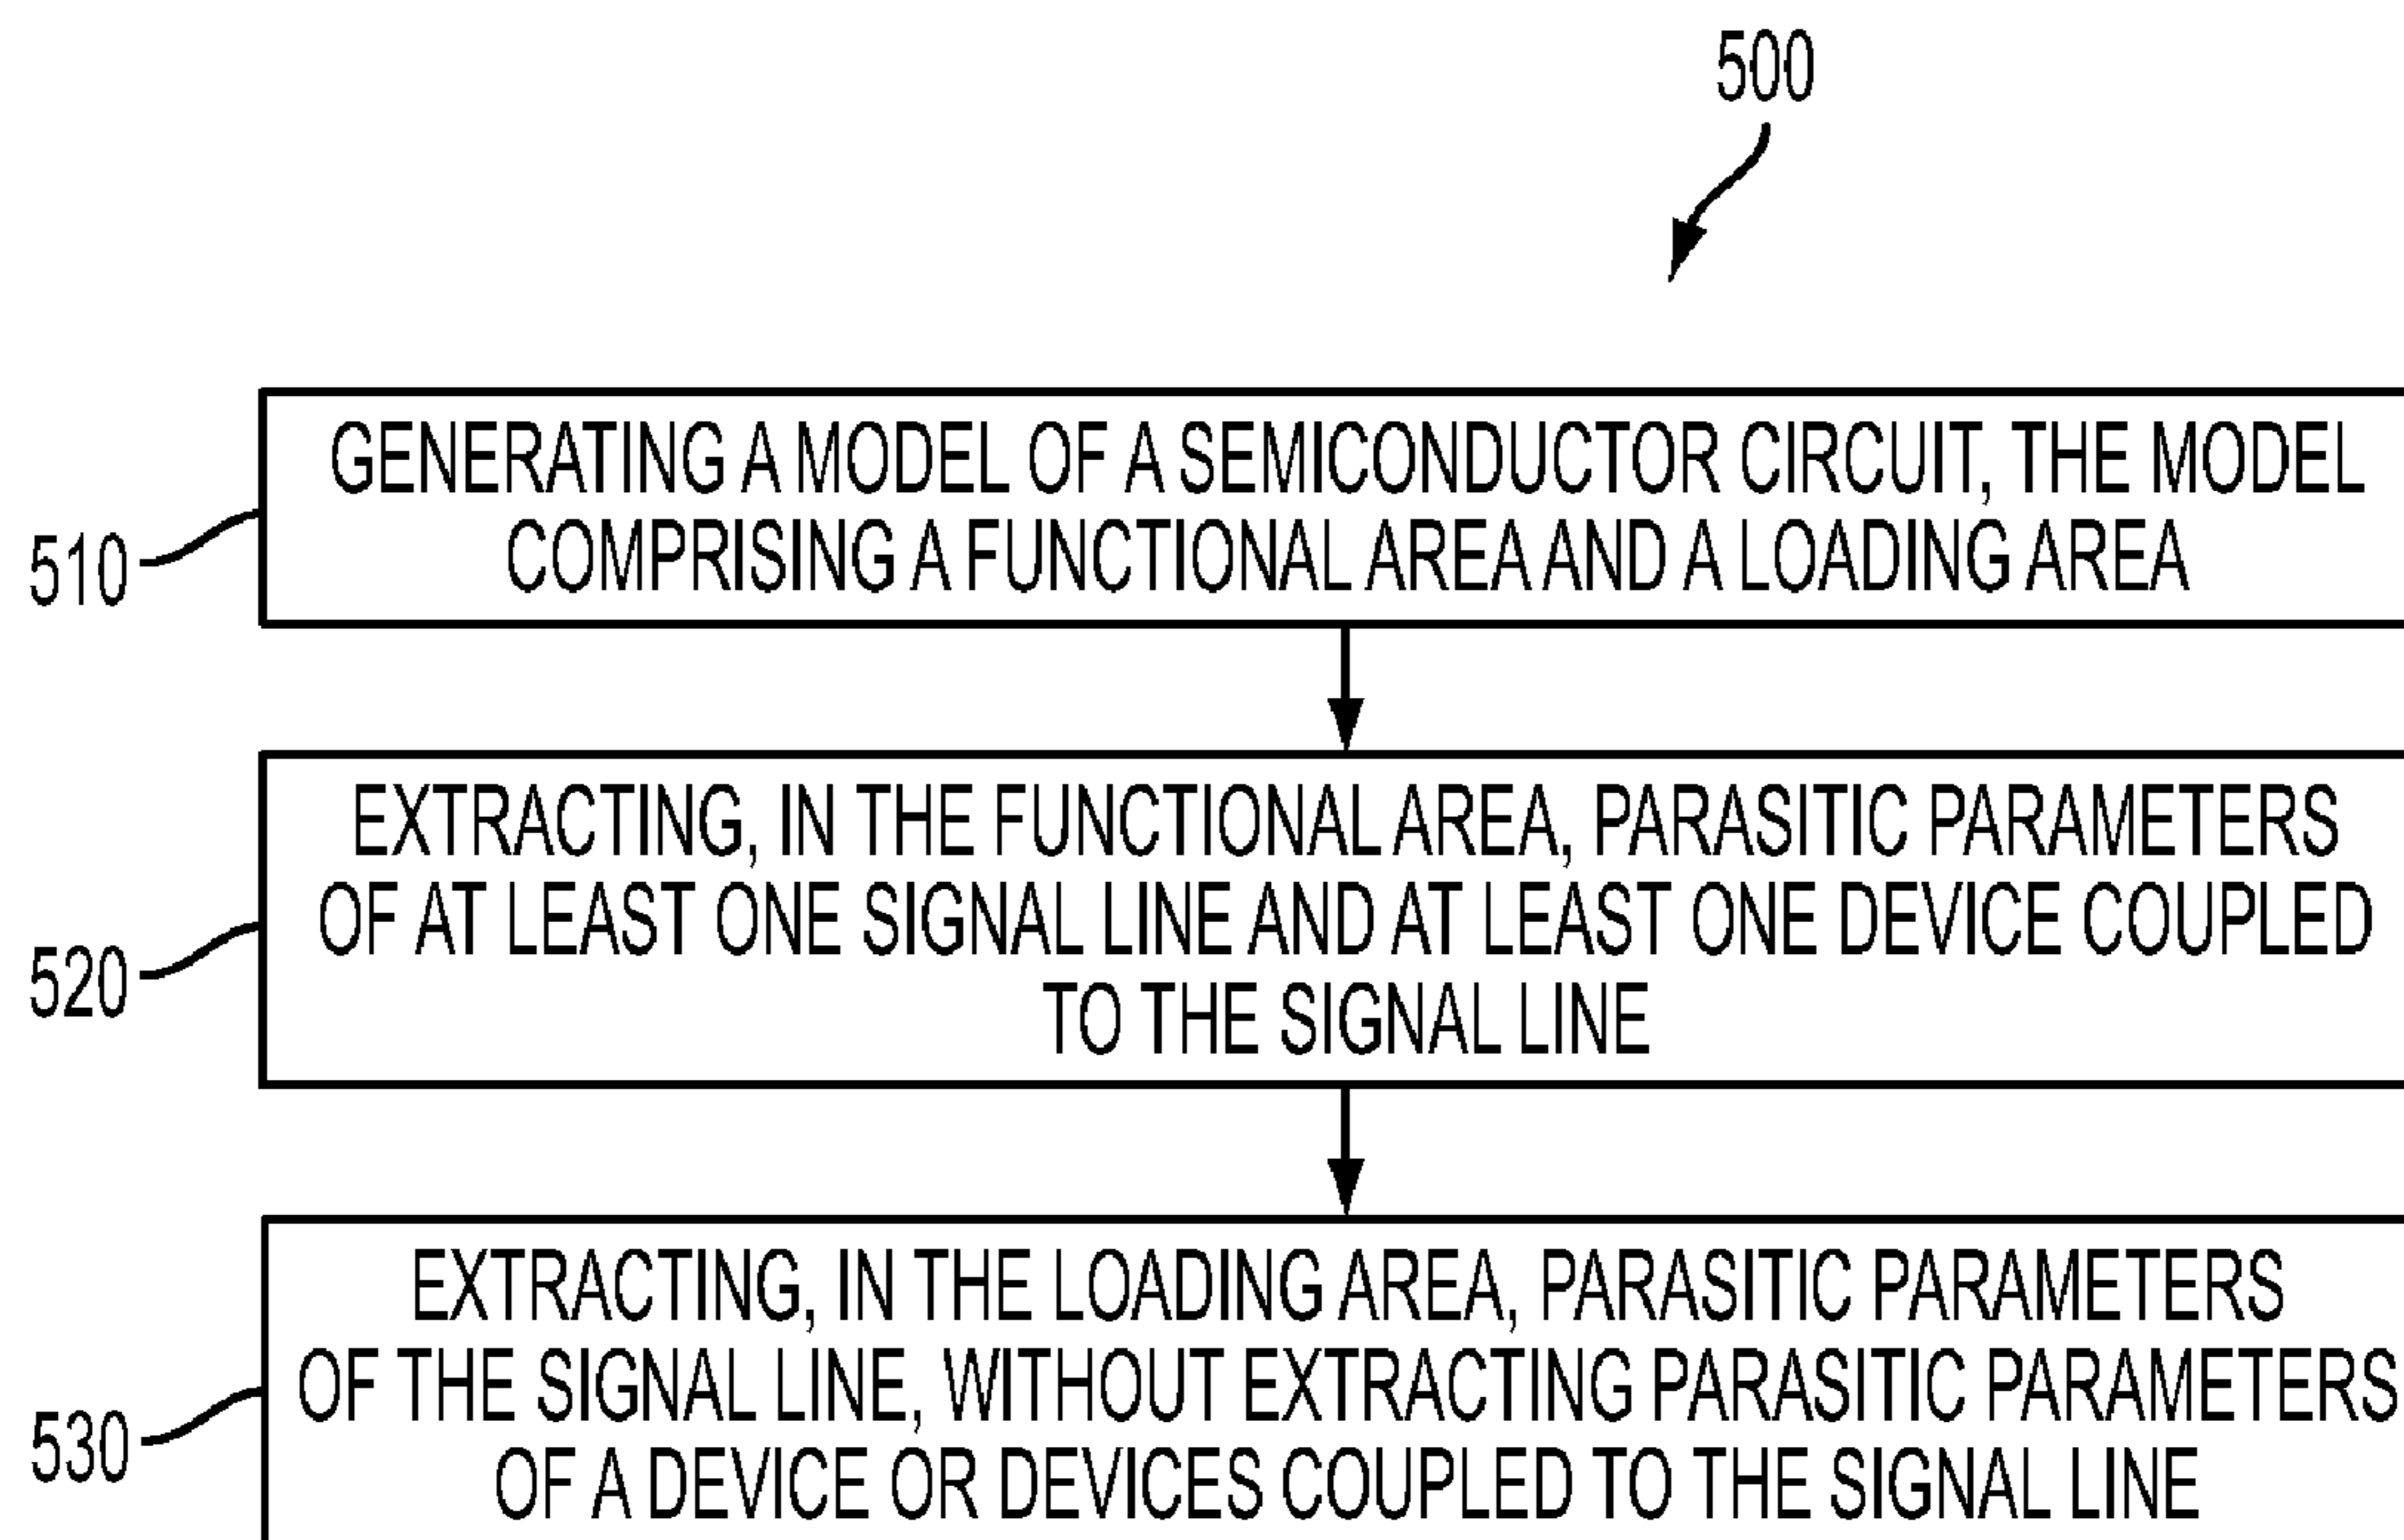 500
GENERATING A MODEL OF A SEMICONDUCTOR CIRCUIT, THE MODEL
COMPRISING A FUNCTIONAL AREA AND A LOADING AREA
510
EXTRACTING, IN THE FUNCTIONAL AREA, PARASITIC PARAMETERS
OF AT LEAST ONE SIGNAL LINE AND AT LEAST ONE DEVICE COUPLED
TO THE SIGNAL LINE
520
EXTRACTING, IN THE LOADING AREA, PARASITIC PARAMETERS
OF THE SIGNAL LINE, WITHOUT EXTRACTING PARASITIC PARAMETERS
OF A DEVICE OR DEVICES COUPLED TO THE SIGNAL LINE
530